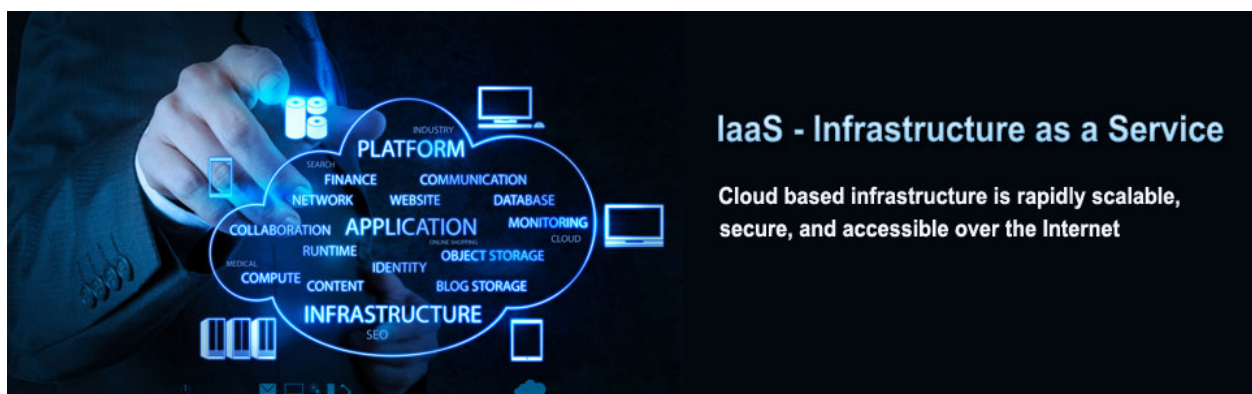 INDUSTRY
PLATFORM
SEARCH
FINANCE COMMUNICATION
NETWORK WEBSITE DATABASE
COLLABORATION APPLICATION MONITORING
ONLINE SHOPPING CLOUD
RUNTIME OBJECT STORAGE
MEDICAL IDENTITY
COMPUTE CONTENT BLOG STORAGE
INFRASTRUCTURE
SEO
IaaS - Infrastructure as a Service
Cloud based infrastructure is rapidly scalable,
secure, and accessible over the Internet